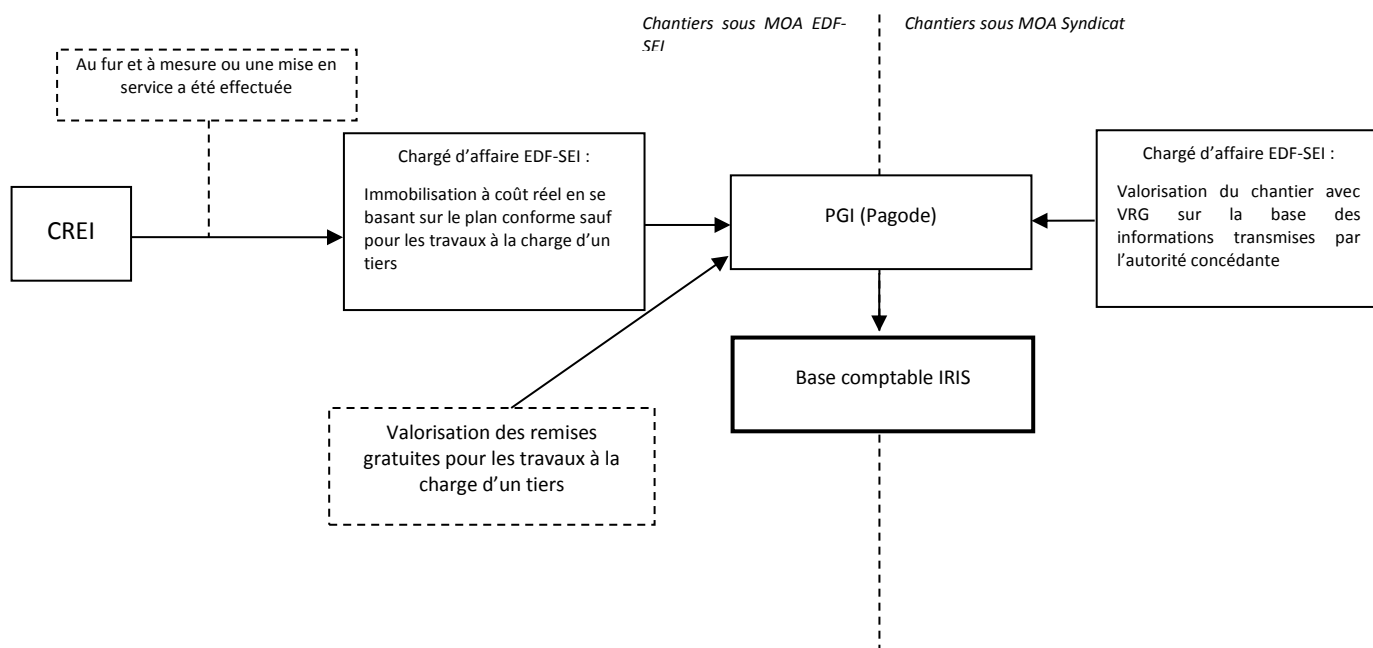 Chantiers sous MOA EDF-
SEI
Chantiers sous MOA Syndicat
Au fur et à mesure ou une mise en
service a été effectuée
CREI
Chargé d’affaire EDF-SEI :
Immobilisation à coût réel en se
basant sur le plan conforme sauf
pour les travaux à la charge d’un
tiers
PGI (Pagode)
Chargé d’affaire EDF-SEI :
Valorisation du chantier avec
VRG sur la base des
informations transmises par
l’autorité concédante
Base comptable IRIS
Valorisation des remises
gratuites pour les travaux à la
charge d’un tiers